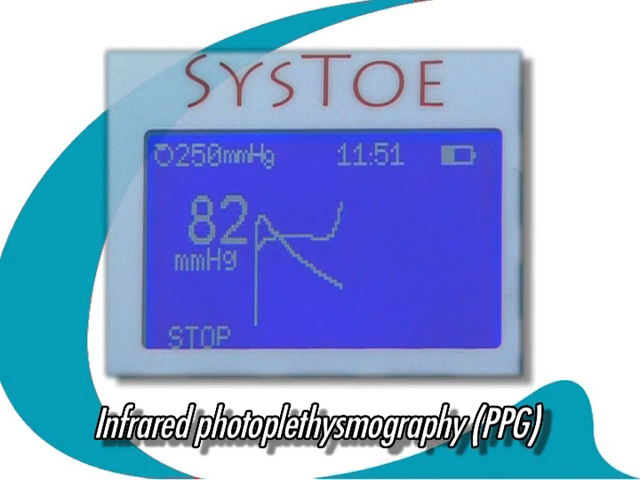 SYSTOE
250mmHg 11:51
82
mmHg
STOP
Infrared photoplethysmography (PPG)